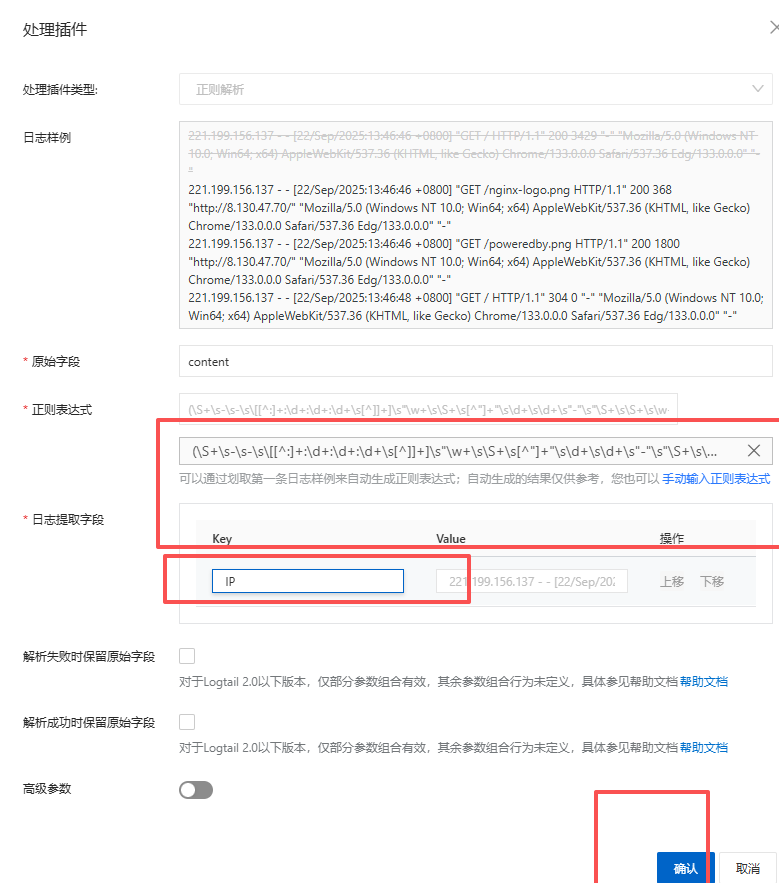 处理插件
处理插件类型:
正则解析
日志样例
221.199.156.137 - - [22/Sep/2025:13:46:46 +0800] "GET / HTTP/1.1" 200 3429 "-" "Mozilla/5.0 (Windows NT
10.0; Win64; x64) AppleWebKit/537.36 (KHTML, like Gecko) Chrome/133.0.0.0 Safari/537.36 Edg/133.0.0.0" "-
"
221.199.156.137 - - [22/Sep/2025:13:46:46 +0800] "GET /nginx-logo.png HTTP/1.1" 200 368
"http://8.130.47.70/" "Mozilla/5.0 (Windows NT 10.0; Win64; x64) AppleWebKit/537.36 (KHTML, like Gecko)
Chrome/133.0.0.0 Safari/537.36 Edg/133.0.0.0" "-"
221.199.156.137 - - [22/Sep/2025:13:46:46 +0800] "GET /poweredby.png HTTP/1.1" 200 1800
"http://8.130.47.70/" "Mozilla/5.0 (Windows NT 10.0; Win64; x64) AppleWebKit/537.36 (KHTML, like Gecko)
Chrome/133.0.0.0 Safari/537.36 Edg/133.0.0.0" "-"
221.199.156.137 - - [22/Sep/2025:13:46:48 +0800] "GET / HTTP/1.1" 304 0 "-" "Mozilla/5.0 (Windows NT 10.0;
Win64; x64) AppleWebKit/537.36 (KHTML, like Gecko) Chrome/133.0.0.0 Safari/537.36 Edg/133.0.0.0" "-"
* 原始字段
content
* 正则表达式
(\S+\s-\s-\s\[[^:]+:\d+:\d+:\d+\s[^]]+]\s"\w+\s\S+\s[^"]+"\s\d+\s\d+\s"-"\s"\S+\s\S+\s\w
(\S+\s-\s-\s\[[^:]+:\d+:\d+:\d+\s[^]]+]\s"\w+\s\S+\s[^"]+"\s\d+\s\d+\s"-"\s"\S+\s\...
可以通过划取第一条日志样例来自动生成正则表达式；自动生成的结果仅供参考，您也可以 手动输入正则表达式
* 日志提取字段
Key Value 操作
IP 221.199.156.137 - - [22/Sep/202 上移 下移
解析失败时保留原始字段
对于Logtail 2.0以下版本，仅部分参数组合有效，其余参数组合行为未定义，具体参见帮助文档 帮助文档
解析成功时保留原始字段
对于Logtail 2.0以下版本，仅部分参数组合有效，其余参数组合行为未定义，具体参见帮助文档 帮助文档
高级参数
确认 取消